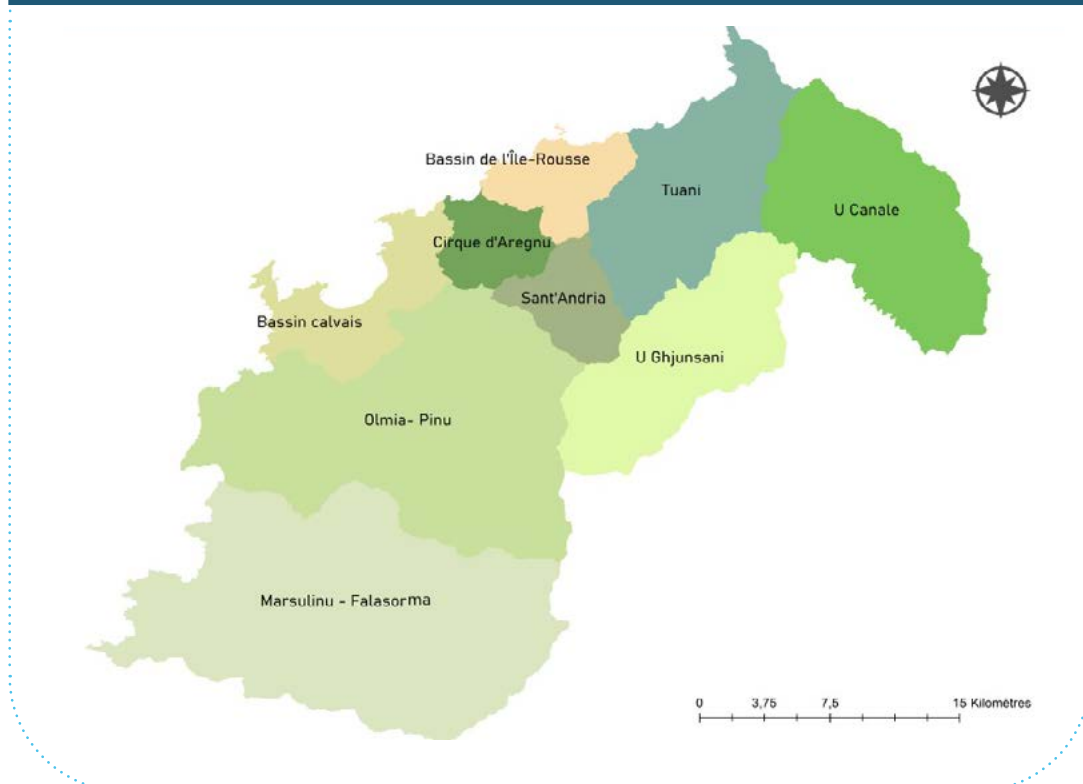 Bassin de l'Île-Rousse
Tuani
U Canale
Cirque d'Aregnu
Sant'Andria
Bassin calvais
U Ghjunsani
Olmia- Pinu
Marsulinu - Falasorma
0 3,75 7,5 15 Kilomètres